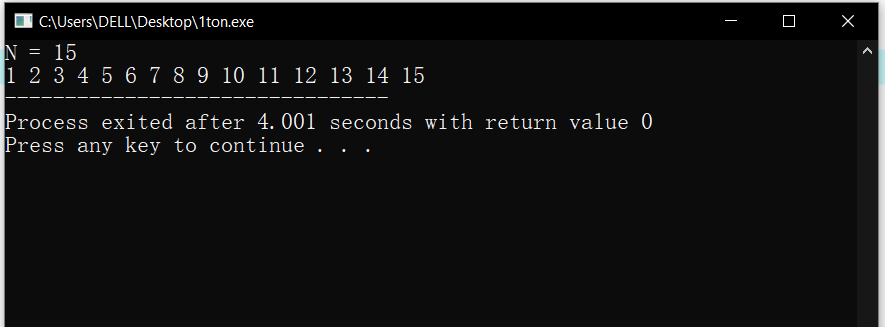 C:\Users\DELL\Desktop\1ton.exe
N = 15
1 2 3 4 5 6 7 8 9 10 11 12 13 14 15
--------------------------------
Process exited after 4.001 seconds with return value 0
Press any key to continue . . .